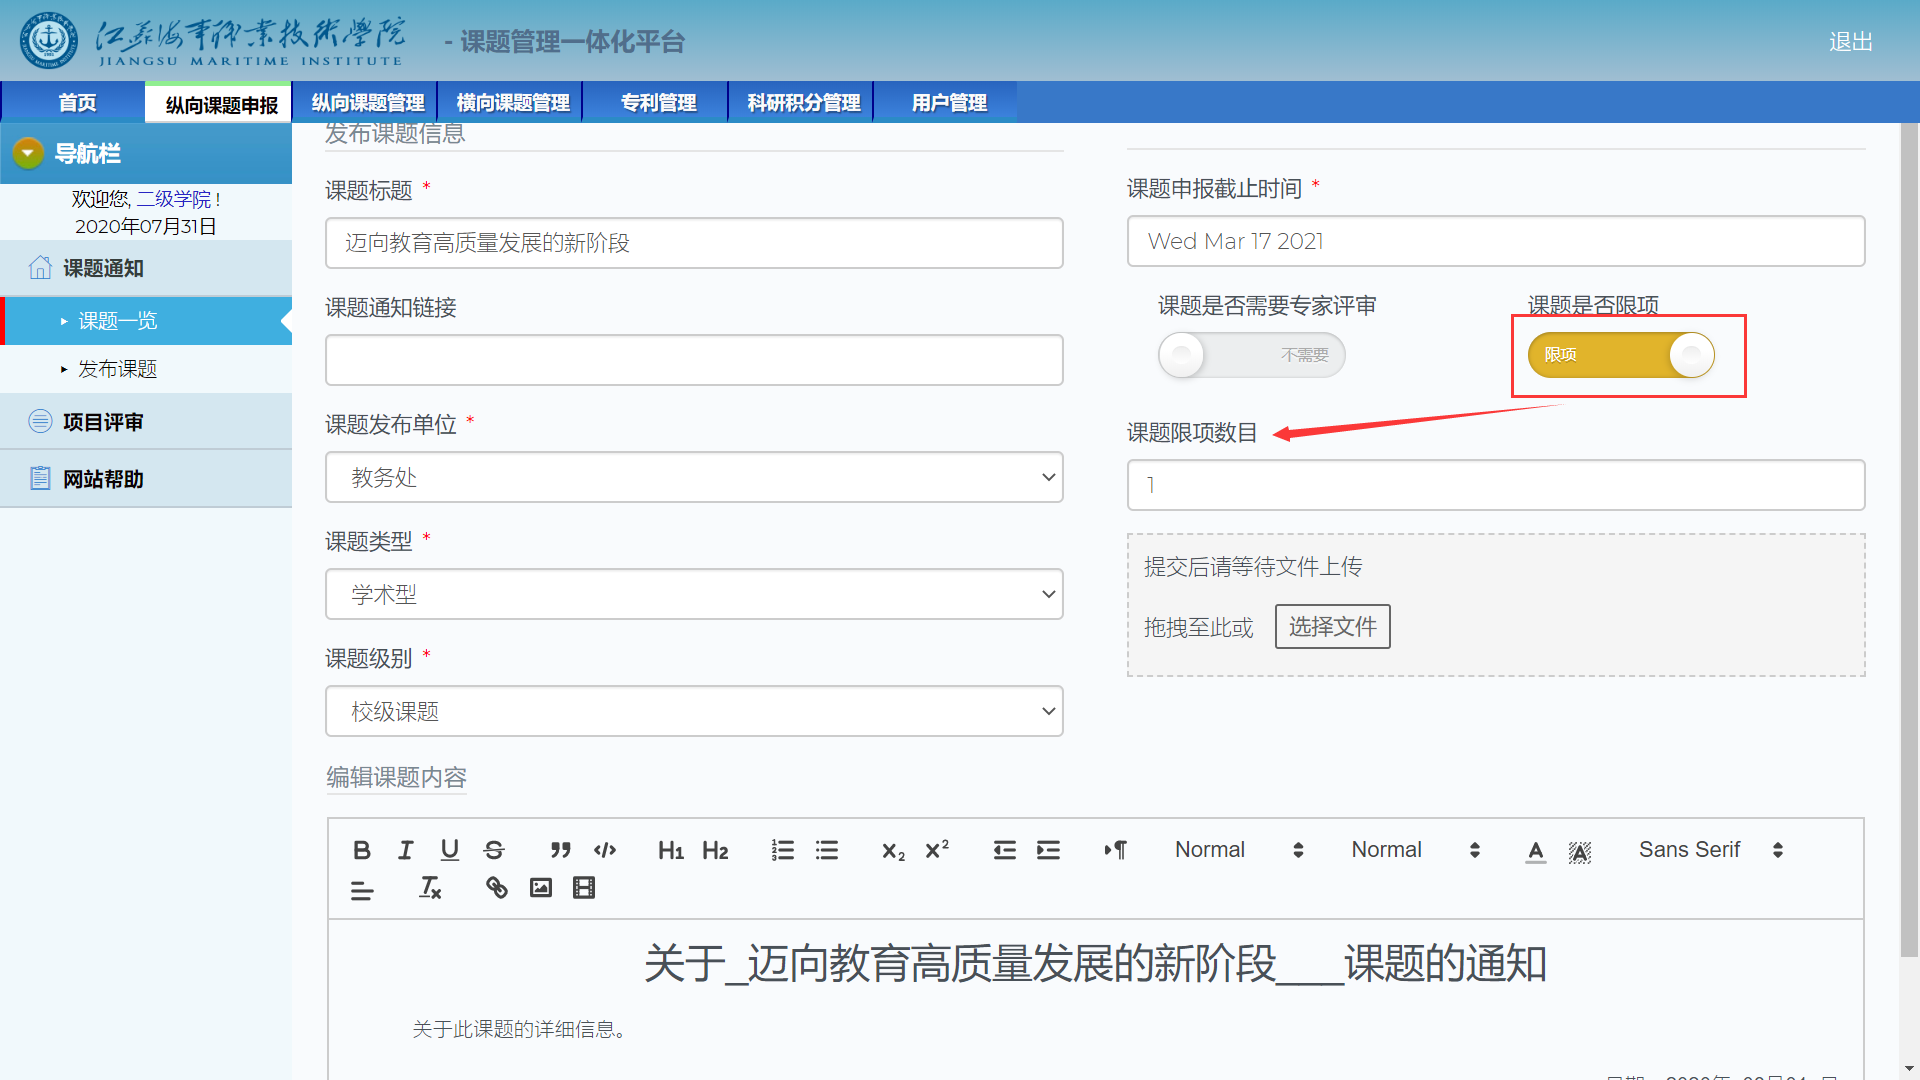 江苏海事职业技術學院
JIANGSU MARITIME INSTITUTE
- 课题管理一体化平台
退出
首页
纵向课题申报
纵向课题管理
横向课题管理
专利管理
科研积分管理
用户管理
导航栏
欢迎您, 二级学院 !
2020年07月31日
课题通知
课题一览
发布课题
项目评审
网站帮助
发布课题信息
课题标题 *
迈向教育高质量发展的新阶段
课题通知链接
课题发布单位 *
教务处
课题类型 *
学术型
课题级别 *
校级课题
课题申报截止时间 *
Wed Mar 17 2021
课题是否需要专家评审
不需要
课题是否限项
限项
课题限项数目
1
提交后请等待文件上传
拖拽至此或 选择文件
编辑课题内容
Normal
Normal
Sans Serif
关于_迈向教育高质量发展的新阶段___课题的通知
关于此课题的详细信息。